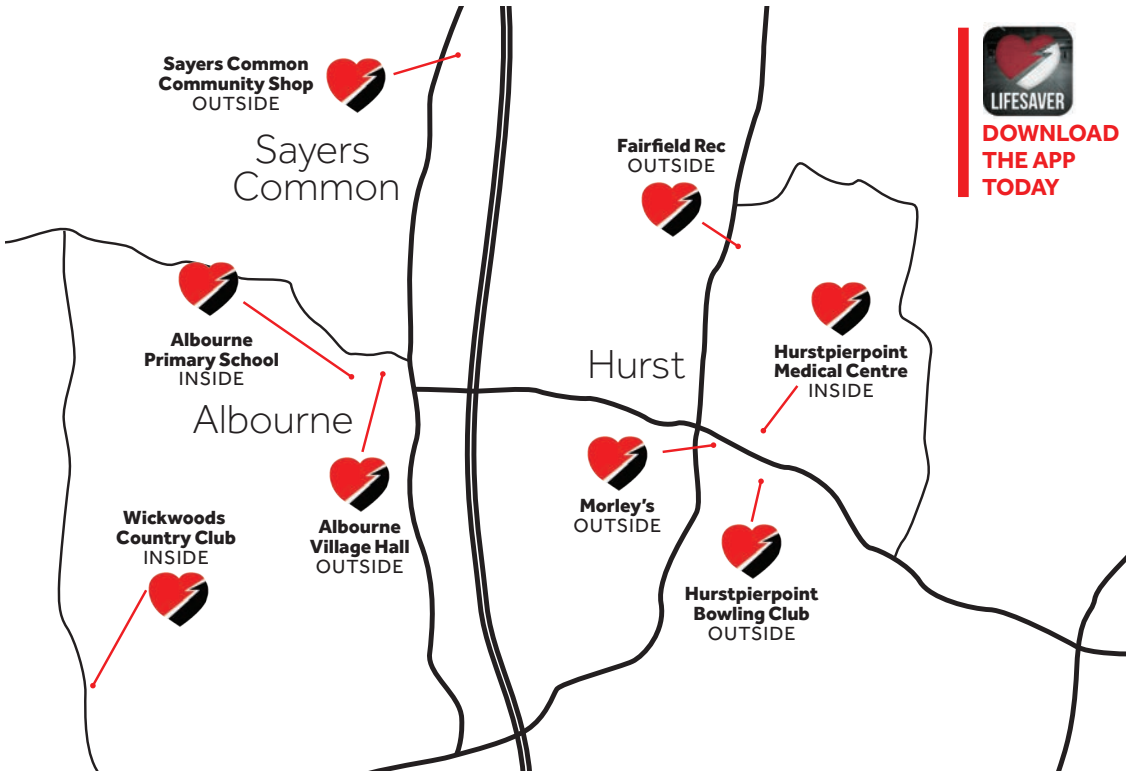 Sayers Common
Community Shop
OUTSIDE
Sayers
Common
Fairfield Rec
OUTSIDE
LIFESAVER
DOWNLOAD
THE APP
TODAY
Albourne
Primary School
INSIDE
Albourne
Hurst
Hurstpierpoint
Medical Centre
INSIDE
Wickwoods
Country Club
INSIDE
Albourne
Village Hall
OUTSIDE
Morley's
OUTSIDE
Hurstpierpoint
Bowling Club
OUTSIDE